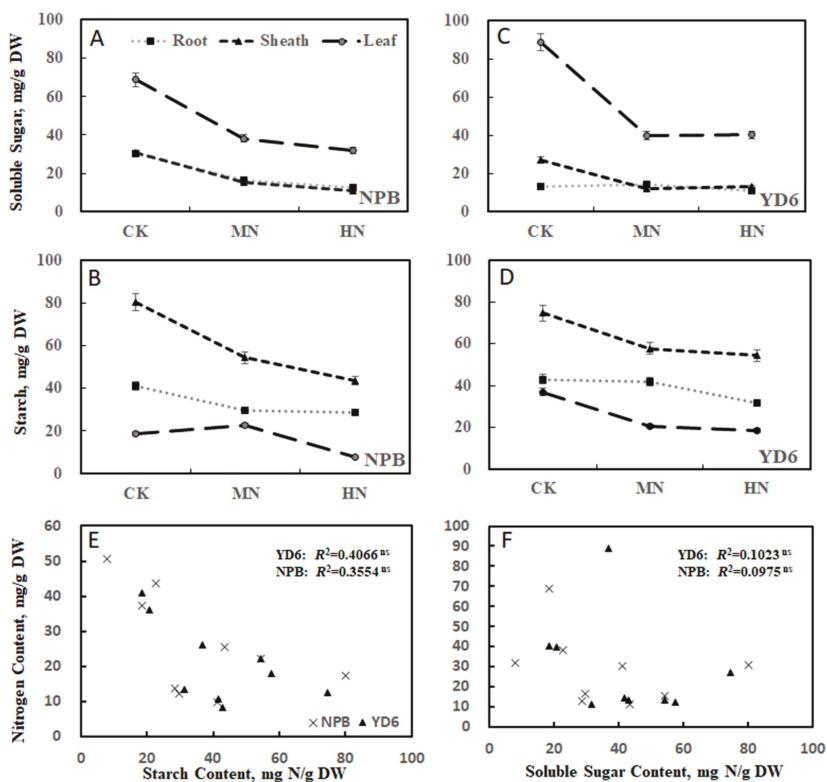 A
Root
Sheath
Leaf
Soluble Sugar, mg/g DW
100
80
60
40
20
0
NPB
CK MN HN
C
100
80
60
40
20
0
YD6
CK MN HN
B
Starch, mg/g DW
100
80
60
40
20
0
NPB
CK MN HN
D
100
80
60
40
20
0
YD6
CK MN HN
E
YD6: R²=0.4066 ns
NPB: R²=0.3554 ns
Nitrogen Content, mg/g DW
60
50
40
30
20
10
0
NPB YD6
0 20 40 60 80 100
Starch Content, mg N/g DW
F
YD6: R²=0.1023 ns
NPB: R²=0.0975 ns
100
90
80
70
60
50
40
30
20
10
0
0 20 40 60 80 100
Soluble Sugar Content, mg N/g DW